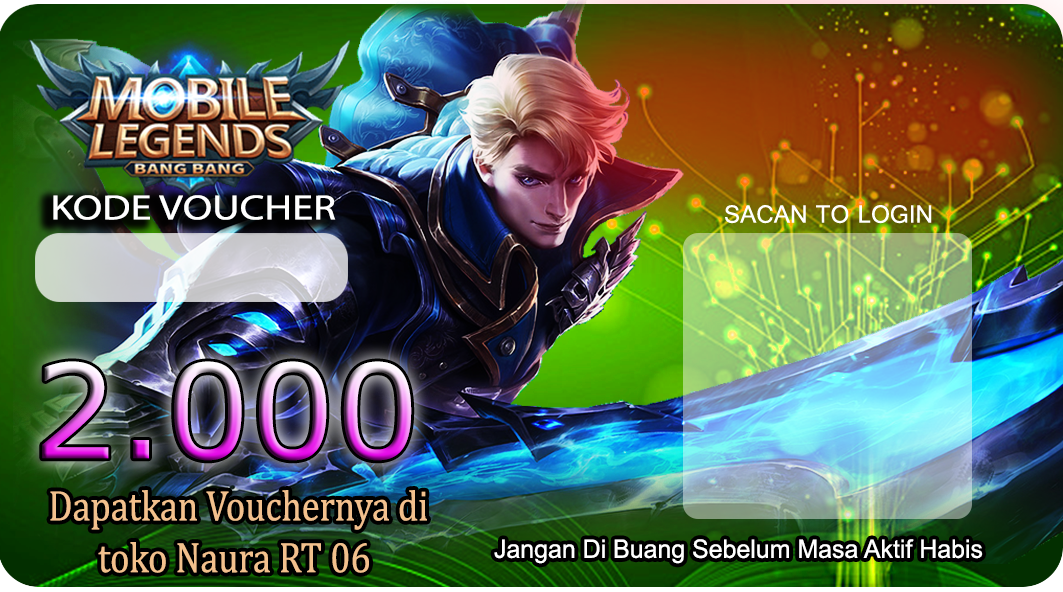 MOBILE
LEGENDS
BANG BANG
KODE VOUCHER
SACAN TO LOGIN
2.000
Dapatkan Vouchernya di
toko Naura RT 06
Jangan Di Buang Sebelum Masa Aktif Habis